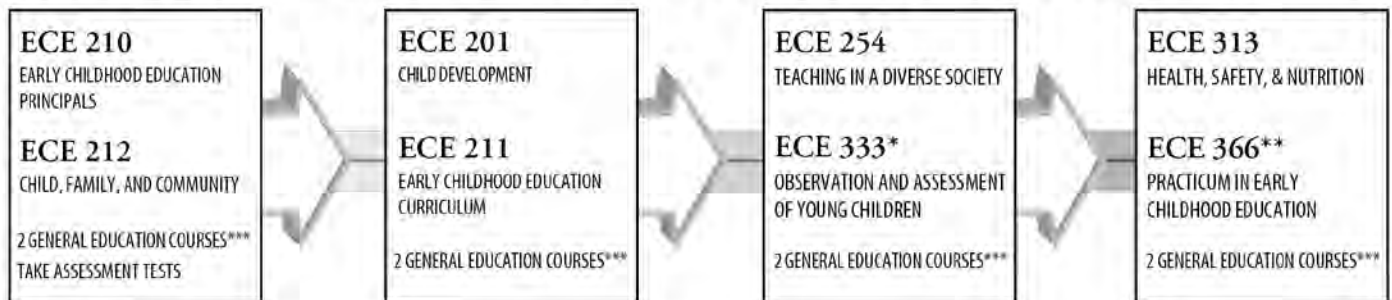 ECE 210
EARLY CHILDHOOD EDUCATION
PRINCIPALS
ECE 212
CHILD, FAMILY, AND COMMUNITY
2 GENERAL EDUCATION COURSES***
TAKE ASSESSMENT TESTS
ECE 201
CHILD DEVELOPMENT
ECE 211
EARLY CHILDHOOD EDUCATION
CURRICULUM
2 GENERAL EDUCATION COURSES***
ECE 254
TEACHING IN A DIVERSE SOCIETY
ECE 333*
OBSERVATION AND ASSESSMENT
OF YOUNG CHILDREN
2 GENERAL EDUCATION COURSES***
ECE 313
HEALTH, SAFETY, & NUTRITION
ECE 366**
PRACTICUM IN EARLY
CHILDHOOD EDUCATION
2 GENERAL EDUCATION COURSES***